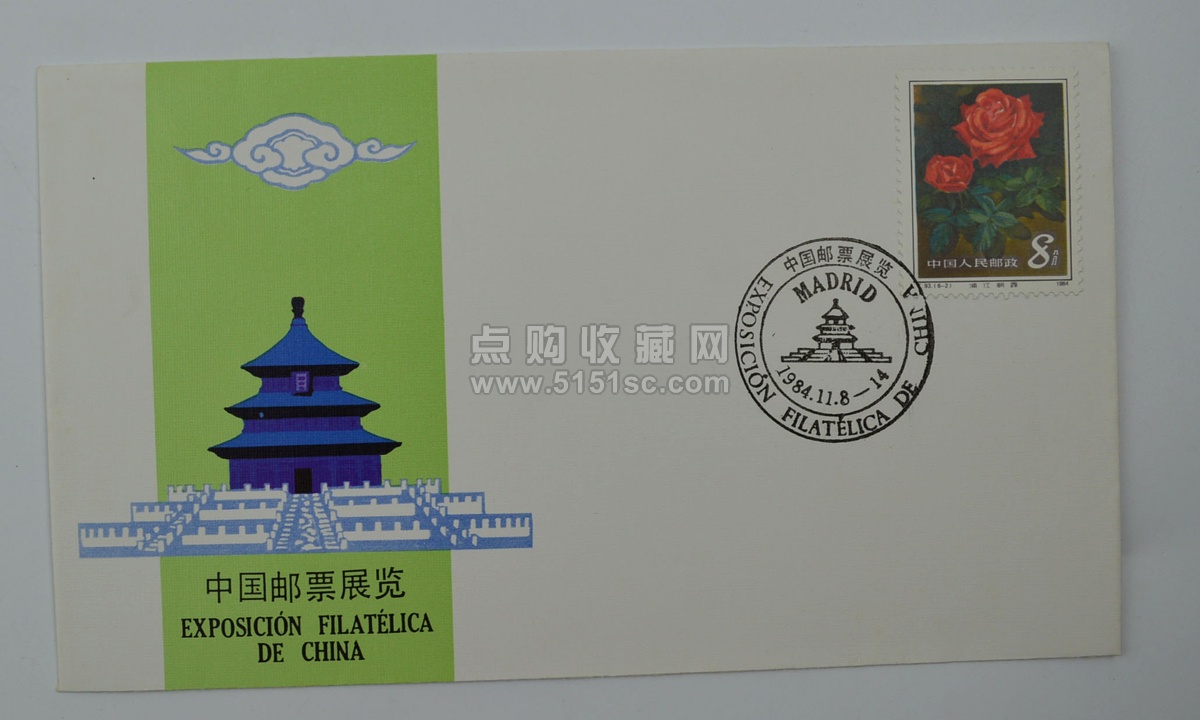 中国人民邮政 8分
1984
中国邮票展览
MADRID
1984.11.8—14
EXPOSICIÓN FILATÉLICA DE CHINA
点购收藏网
www.5151sc.com
中国邮票展览
EXPOSICIÓN FILATÉLICA
DE CHINA